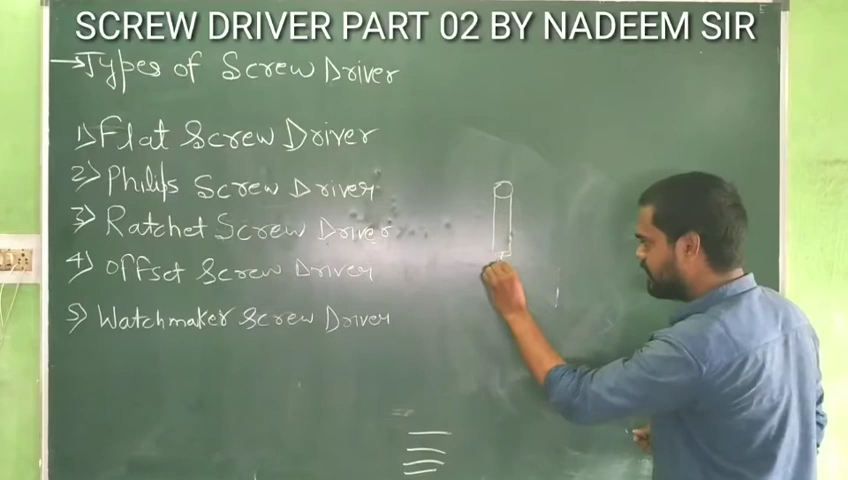 SCREW DRIVER PART 02 BY NADEEM SIR
→Types of Screw Driver
1) Flat Screw Driver
2) Philips Screw Driver
3) Ratchet Screw Driver
4) Offset Screw Driver
5) Watchmaker Screw Driver